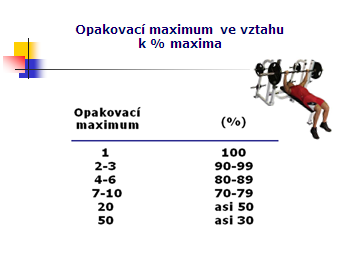 Opakovací maximum ve vztahu
k % maxima
Opakovací
maximum (%)
1 100
2-3 90-99
4-6 80-89
7-10 70-79
20 asi 50
50 asi 30